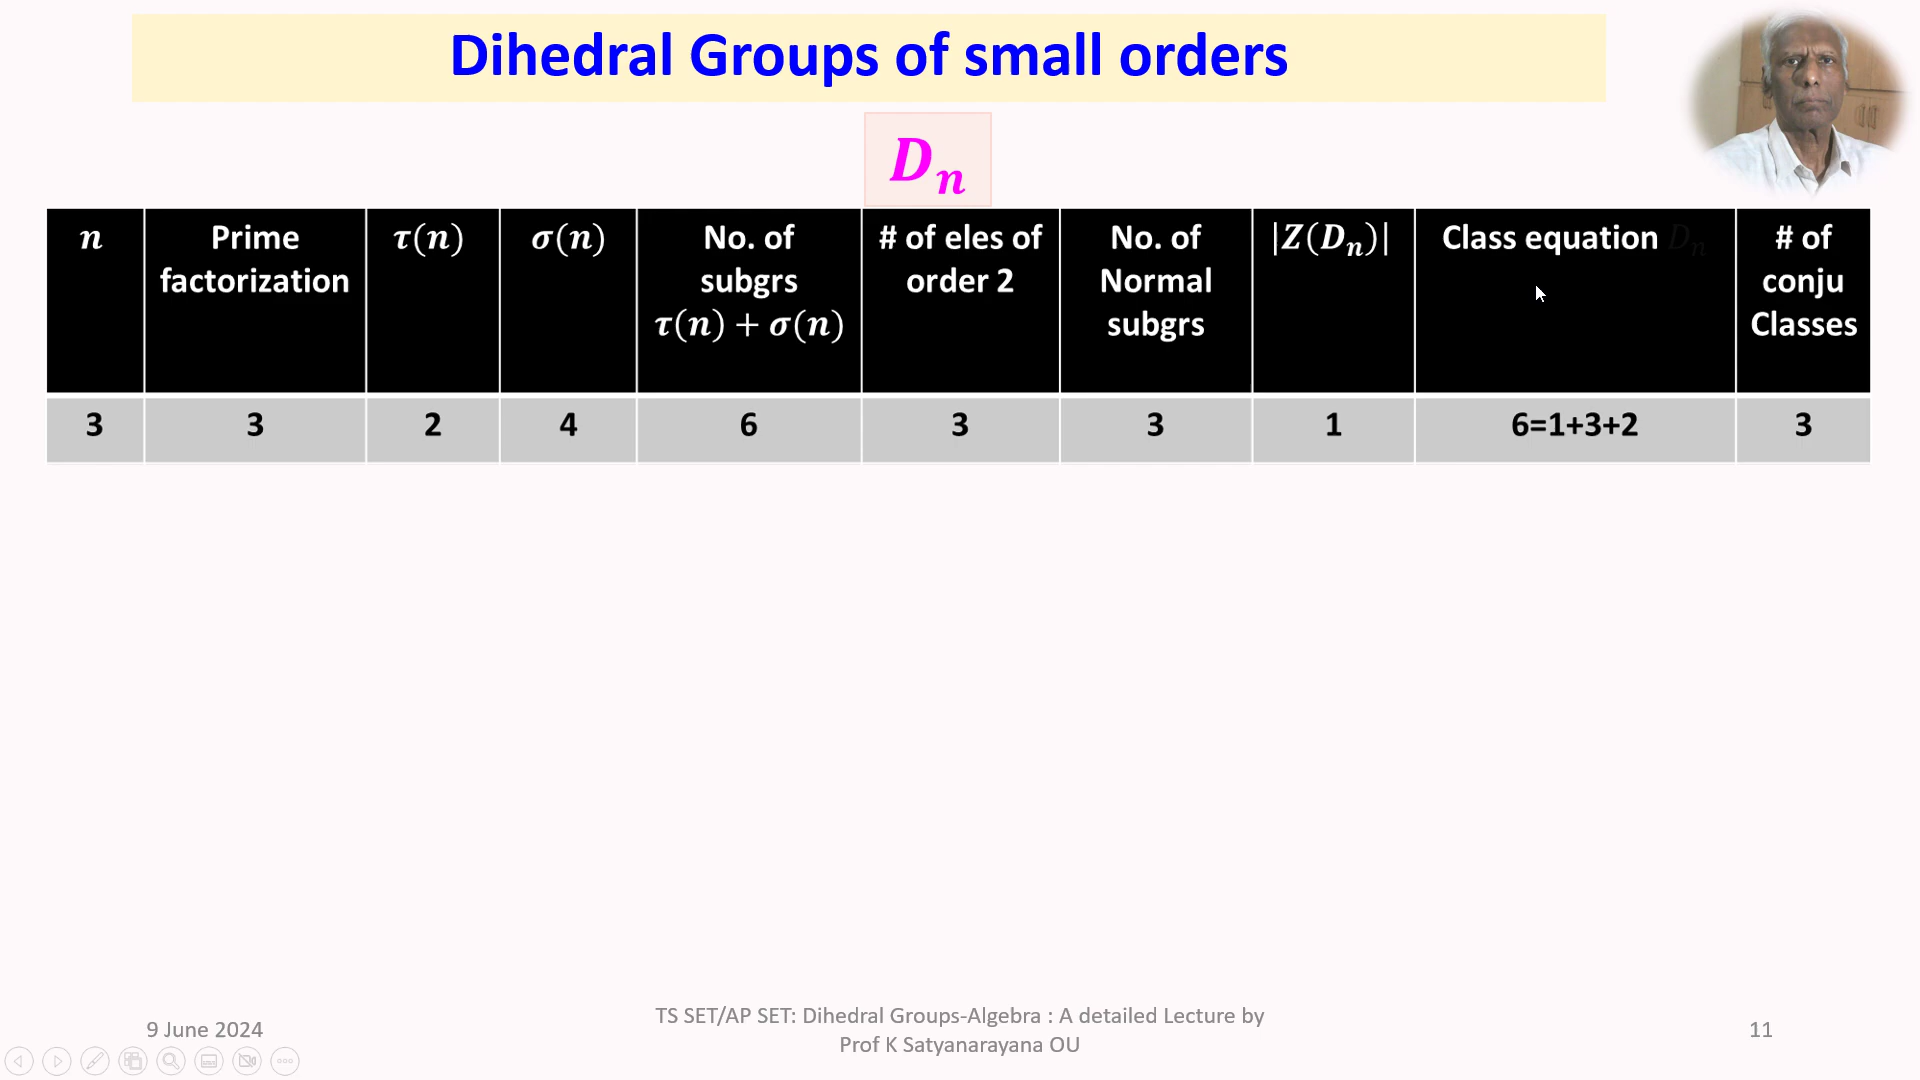 Dihedral Groups of small orders
Dₙ
n
Prime
factorization
τ(n)
σ(n)
No. of
subgrs
τ(n) + σ(n)
# of eles of
order 2
No. of
Normal
subgrs
|Z(Dₙ)|
Class equation Dₙ
# of
conju
Classes
3 3 2 4 6 3 3 1 6=1+3+2 3
9 June 2024
TS SET/AP SET: Dihedral Groups-Algebra : A detailed Lecture by
Prof K Satyanarayana OU
11